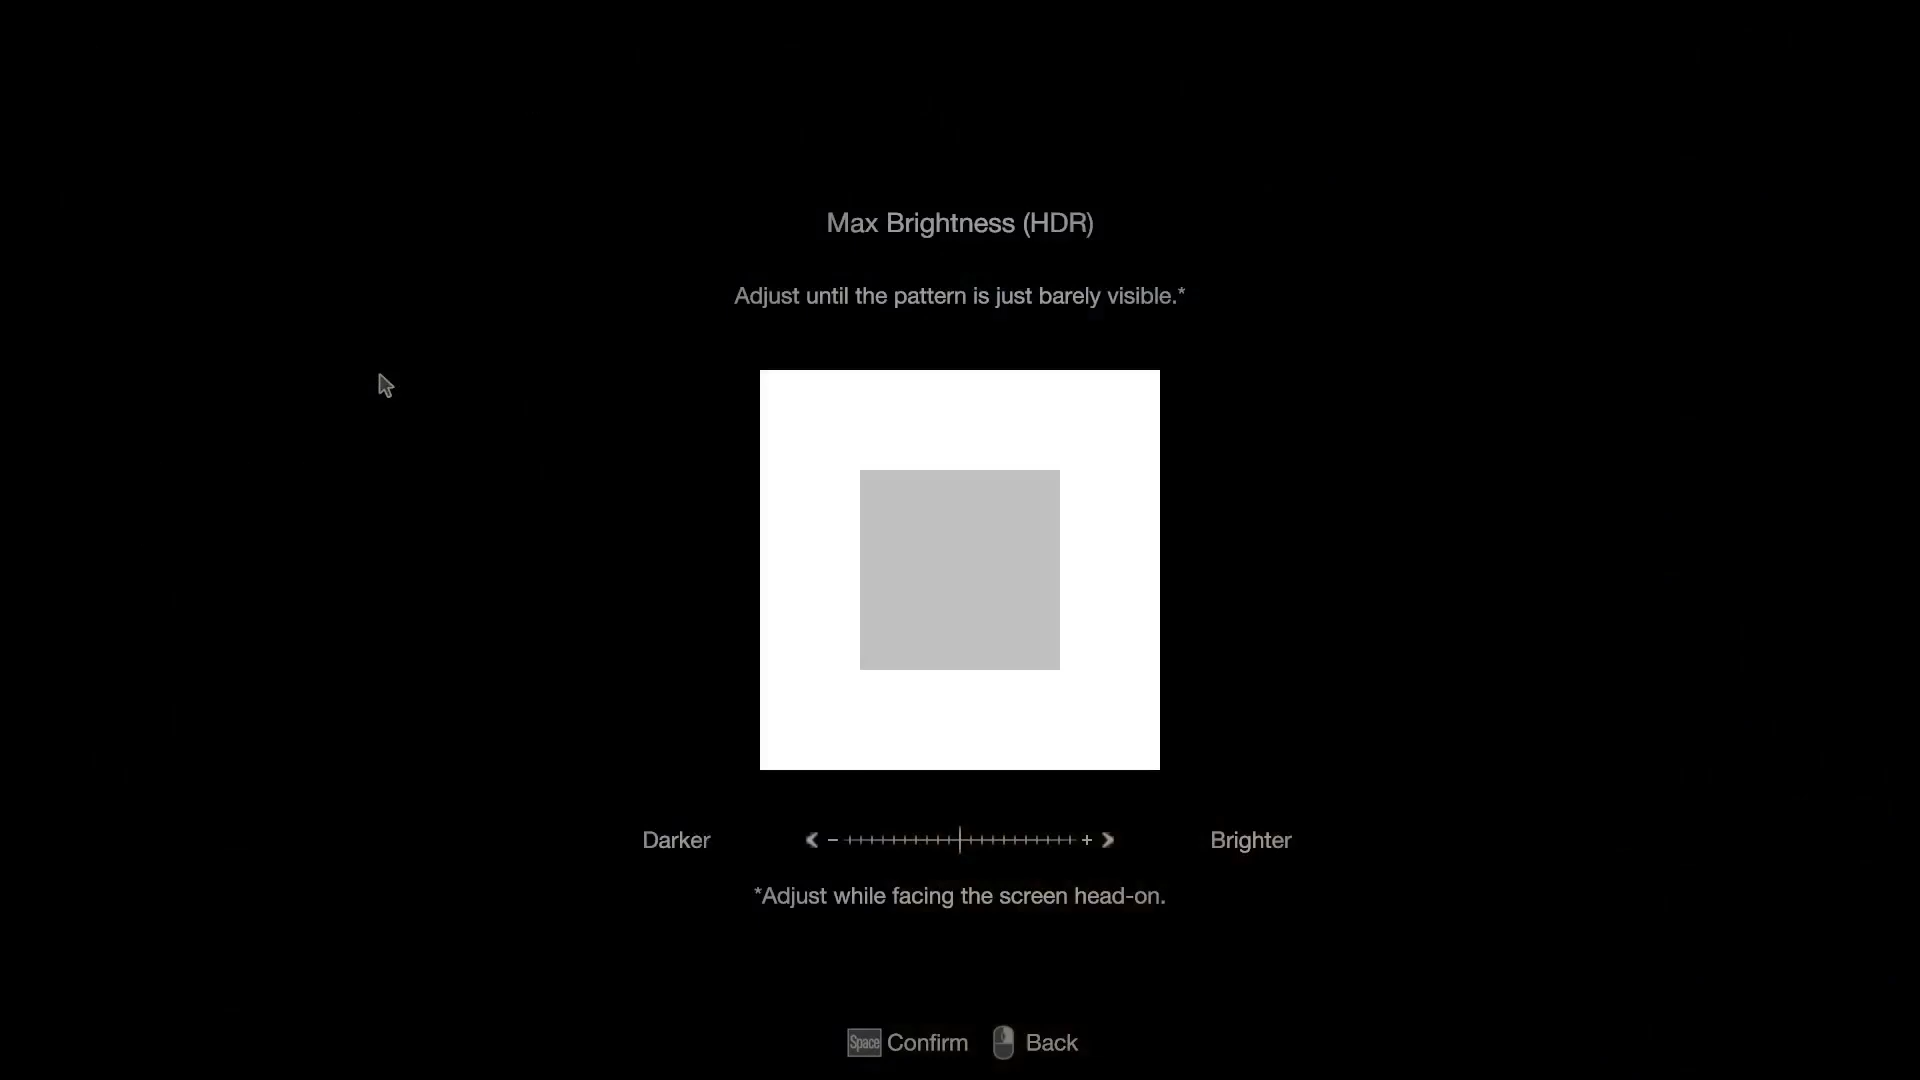 Max Brightness (HDR)
Adjust until the pattern is just barely visible.*
Darker - + Brighter
*Adjust while facing the screen head-on.
Space Confirm Back